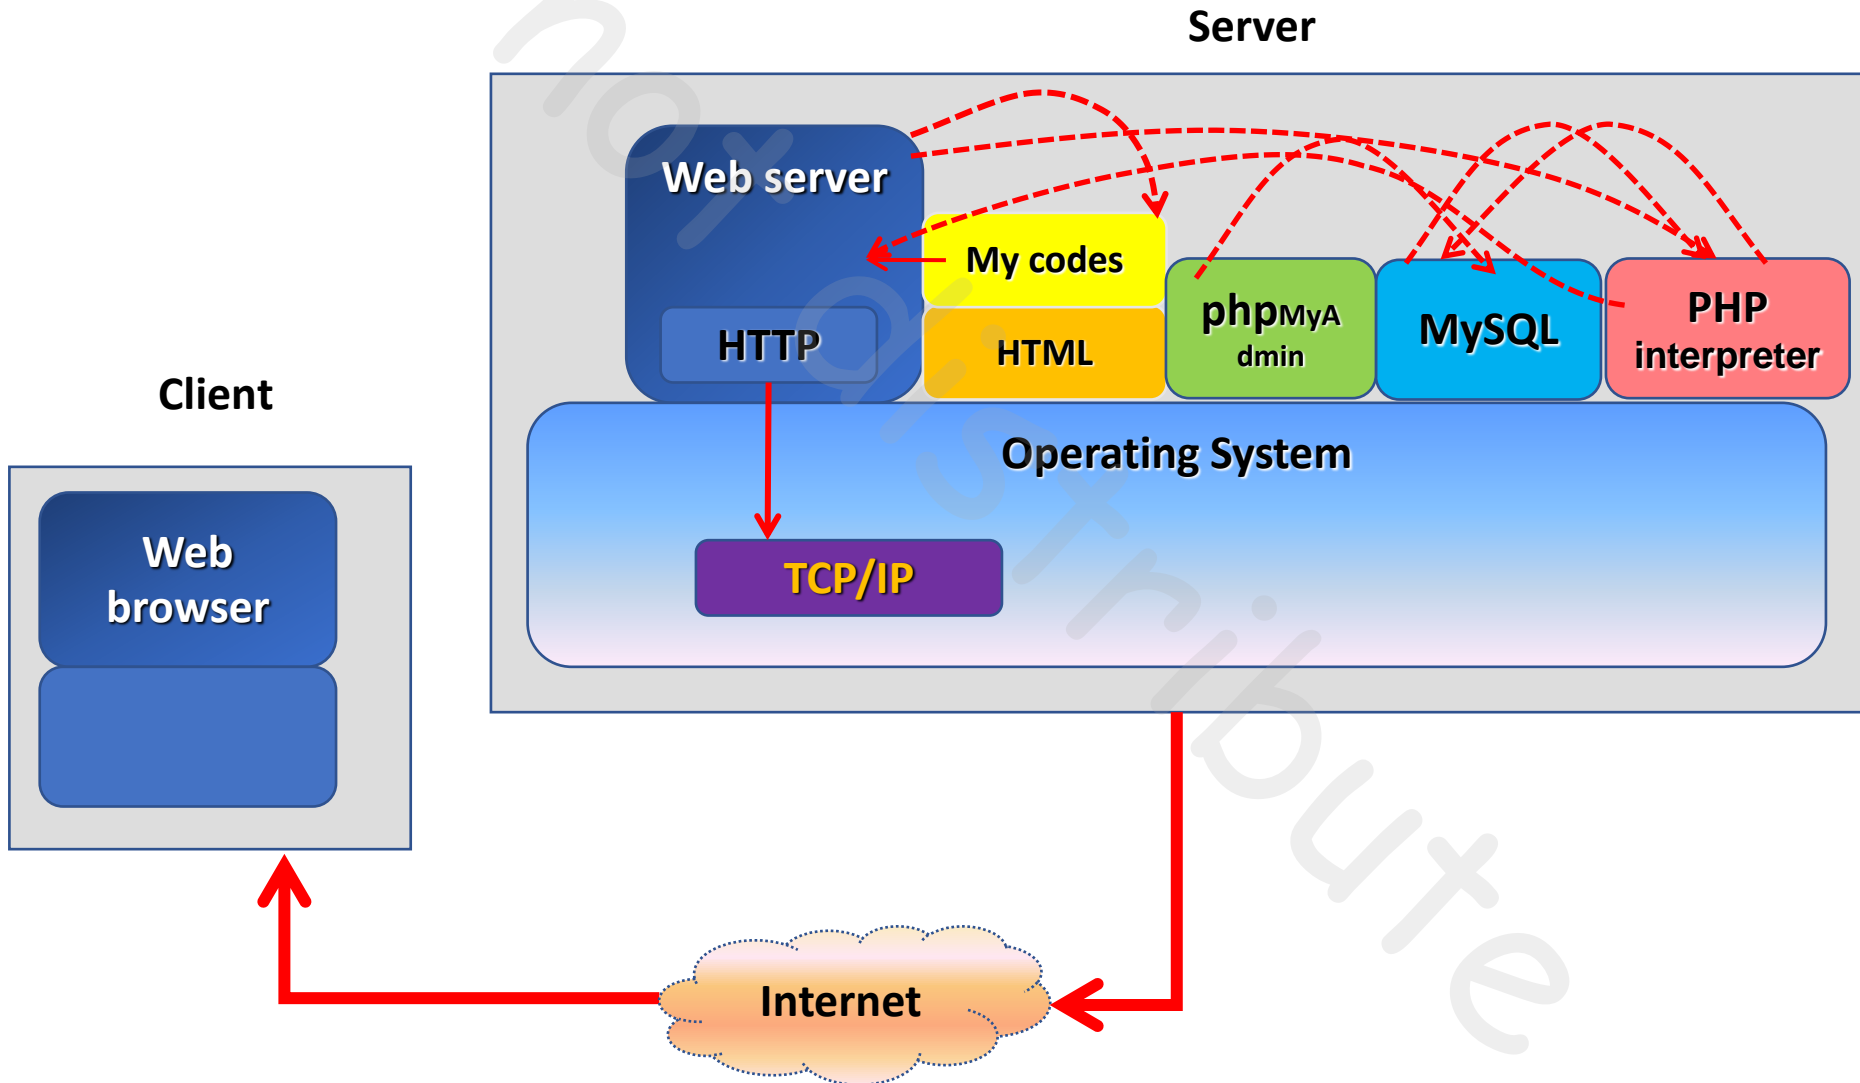 Server
Web server
My codes
HTTP
HTML
phpMyA
dmin
MySQL
PHP
interpreter
Client
Operating System
Web
browser
TCP/IP
Internet
not distribute